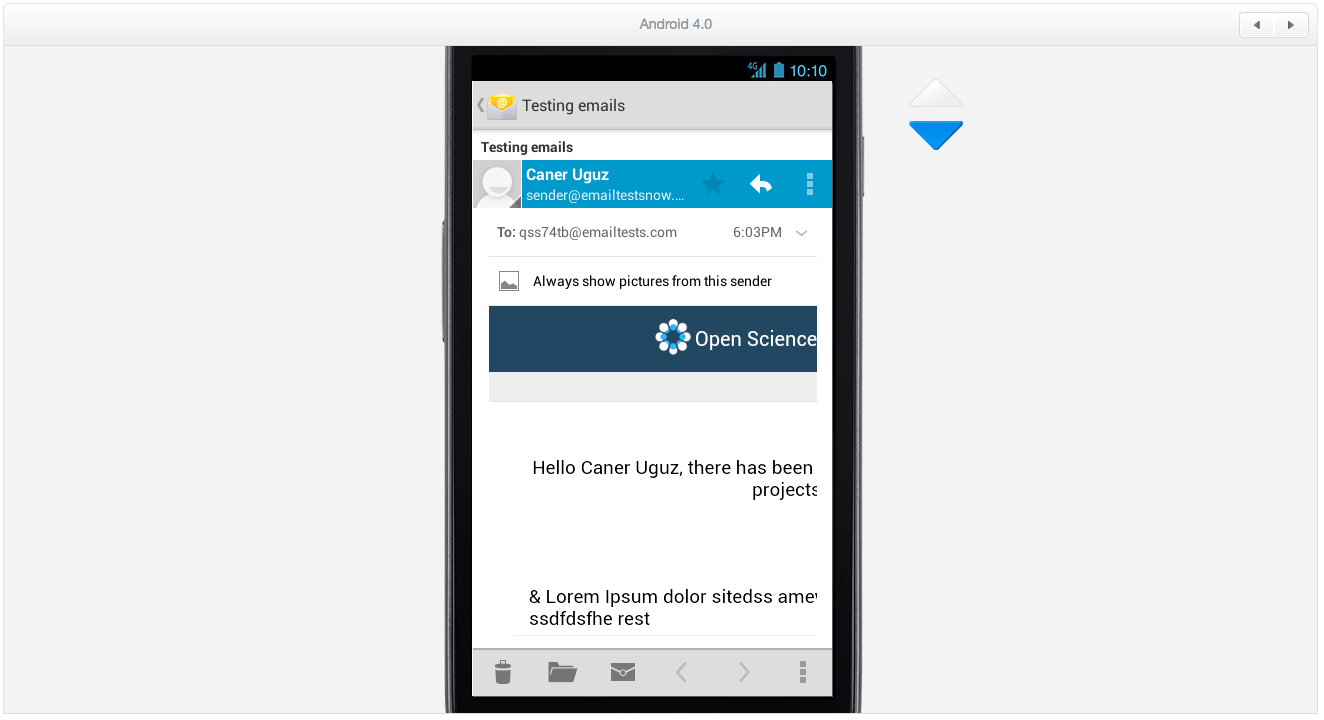 Android 4.0
4G 10:10
Testing emails
Testing emails
Caner Uguz
sender@emailtestsnow....
To: qss74tb@emailtests.com 6:03PM
Always show pictures from this sender
Open Science
Hello Caner Uguz, there has been
projects
& Lorem Ipsum dolor sitedss amew
ssdfdsfhe rest